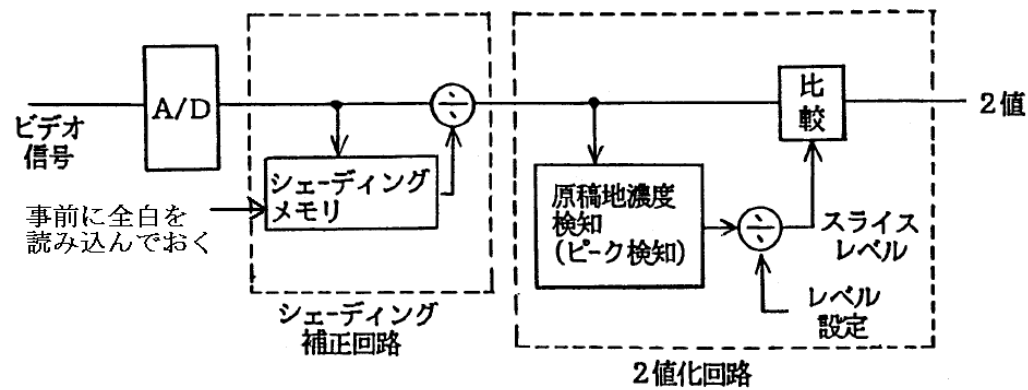 ビデオ
信号
A/D
事前に全白を
読み込んでおく
シェーディング
メモリ
÷
シェーディング
補正回路
原稿地濃度
検知
(ピーク検知)
÷
比
較
2値
スライス
レベル
レベル
設定
2値化回路